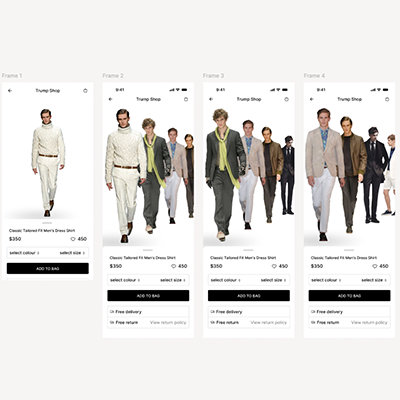 Frame 1
Trump Shop
Classic Tailored Fit Men's Dress Shirt
$350
450
select colour
select size
ADD TO BAG
Frame 2
9:41
Trump Shop
Classic Tailored Fit Men's Dress Shirt
$350
450
select colour
select size
ADD TO BAG
Free delivery
Free return
View return policy
Frame 3
9:41
Trump Shop
Classic Tailored Fit Men's Dress Shirt
$350
450
select colour
select size
ADD TO BAG
Free delivery
Free return
View return policy
Frame 4
9:41
Trump Shop
Classic Tailored Fit Men's Dress Shirt
$350
450
select colour
select size
ADD TO BAG
Free delivery
Free return
View return policy